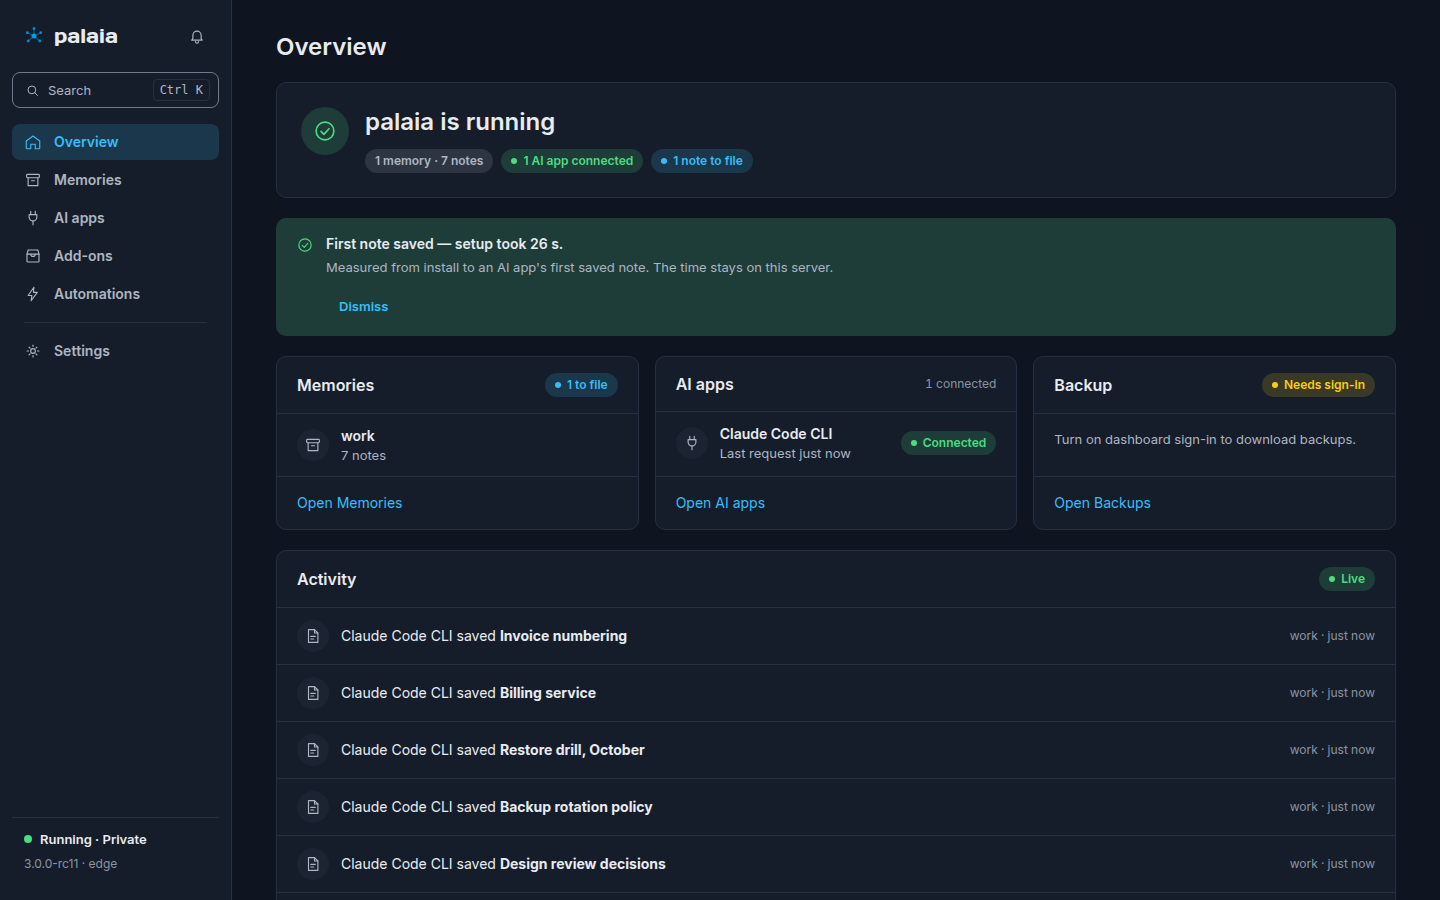 palaia
Search Ctrl K
Overview
Memories
AI apps
Add-ons
Automations
Settings
Running · Private
3.0.0-rc11 · edge
Overview
palaia is running
1 memory · 7 notes
1 AI app connected
1 note to file
First note saved — setup took 26 s.
Measured from install to an AI app's first saved note. The time stays on this server.
Dismiss
Memories
1 to file
work
7 notes
Open Memories
AI apps
1 connected
Claude Code CLI
Last request just now
Connected
Open AI apps
Backup
Needs sign-in
Turn on dashboard sign-in to download backups.
Open Backups
Activity
Live
Claude Code CLI saved Invoice numbering
work · just now
Claude Code CLI saved Billing service
work · just now
Claude Code CLI saved Restore drill, October
work · just now
Claude Code CLI saved Backup rotation policy
work · just now
Claude Code CLI saved Design review decisions
work · just now